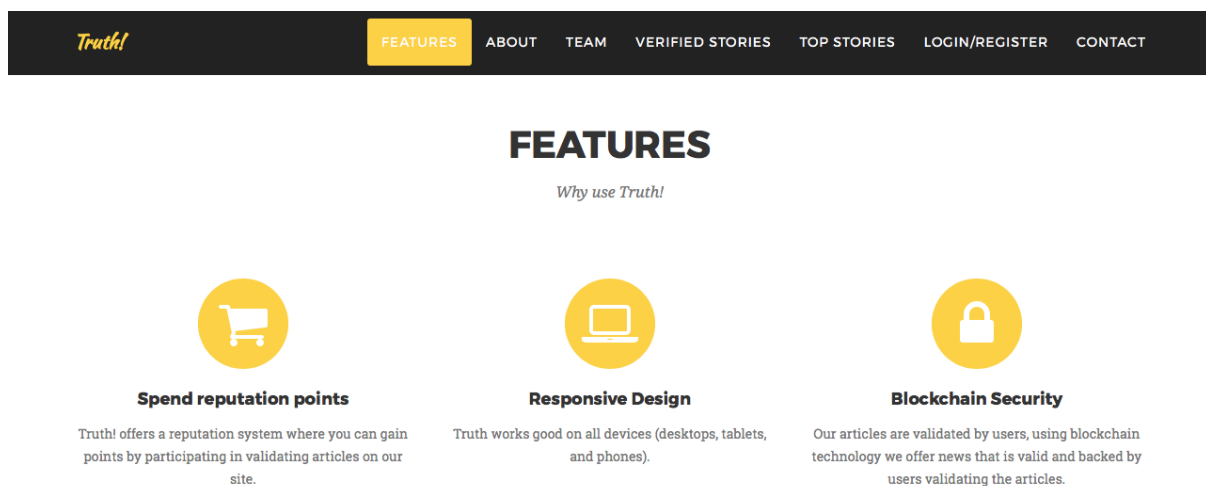 Truth! FEATURES ABOUT TEAM VERIFIED STORIES TOP STORIES LOGIN/REGISTER CONTACT
FEATURES
Why use Truth!
Spend reputation points
Truth! offers a reputation system where you can gain
points by participating in validating articles on our
site.
Responsive Design
Truth works good on all devices (desktops, tablets,
and phones).
Blockchain Security
Our articles are validated by users, using blockchain
technology we offer news that is valid and backed by
users validating the articles.